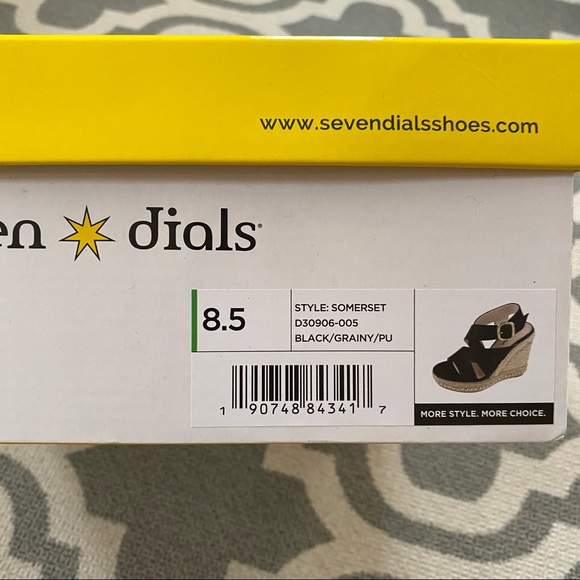 www.sevendialsshoes.com
en dials
8.5
STYLE: SOMERSET
D30906-005
BLACK/GRAINY/PU
1 90748 84341 7
MORE STYLE. MORE CHOICE.